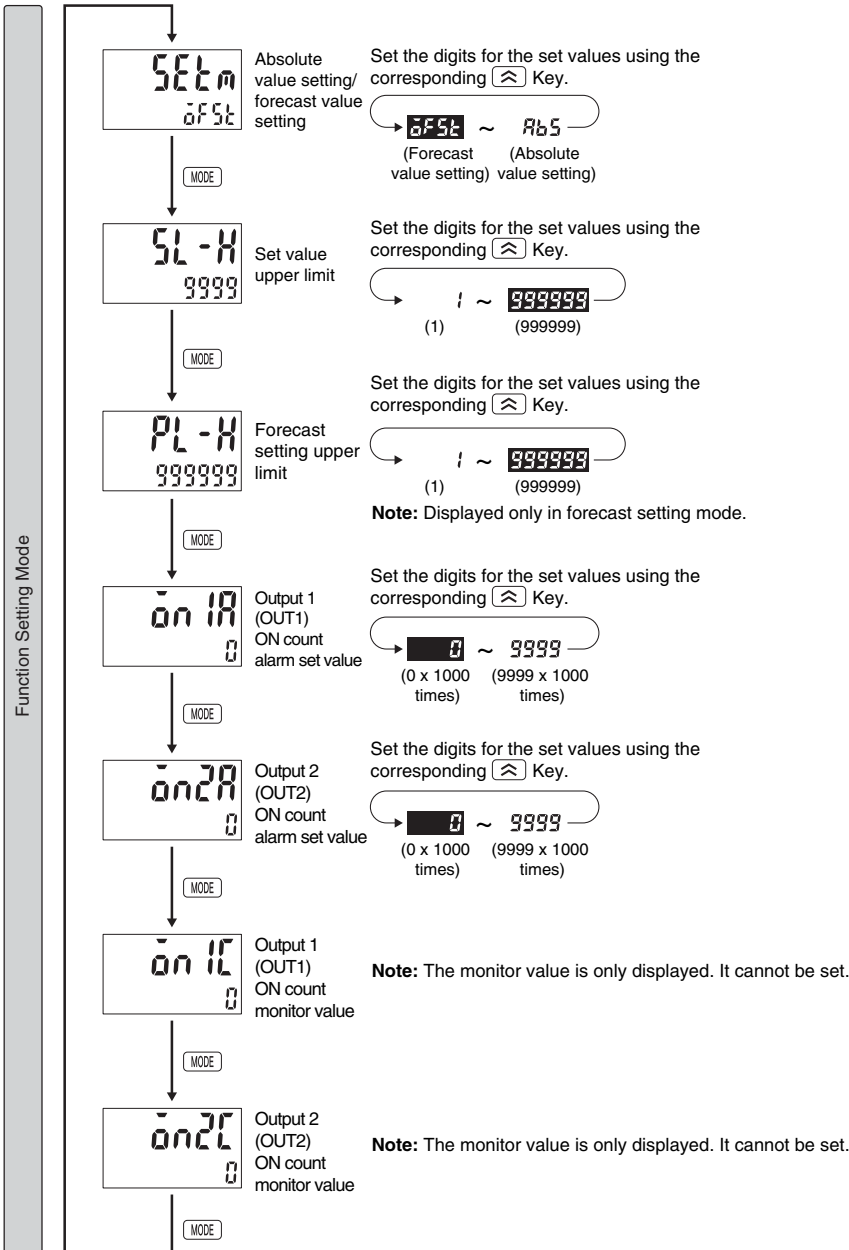 Function Setting Mode
SEtm
oFSt
Absolute
value setting/
forecast value
setting
Set the digits for the set values using the
corresponding Key.
oFSt ~ AbS
(Forecast
value setting)
(Absolute
value setting)
MODE
SL-H
9999
Set value
upper limit
Set the digits for the set values using the
corresponding Key.
1 ~ 999999
(1) (999999)
MODE
PL-H
999999
Forecast
setting upper
limit
Set the digits for the set values using the
corresponding Key.
1 ~ 999999
(1) (999999)
Note: Displayed only in forecast setting mode.
MODE
on1A
0
Output 1
(OUT1)
ON count
alarm set value
Set the digits for the set values using the
corresponding Key.
0 ~ 9999
(0 x 1000
times)
(9999 x 1000
times)
MODE
on2A
0
Output 2
(OUT2)
ON count
alarm set value
Set the digits for the set values using the
corresponding Key.
0 ~ 9999
(0 x 1000
times)
(9999 x 1000
times)
MODE
on1C
0
Output 1
(OUT1)
ON count
monitor value
Note: The monitor value is only displayed. It cannot be set.
MODE
on2C
0
Output 2
(OUT2)
ON count
monitor value
Note: The monitor value is only displayed. It cannot be set.
MODE